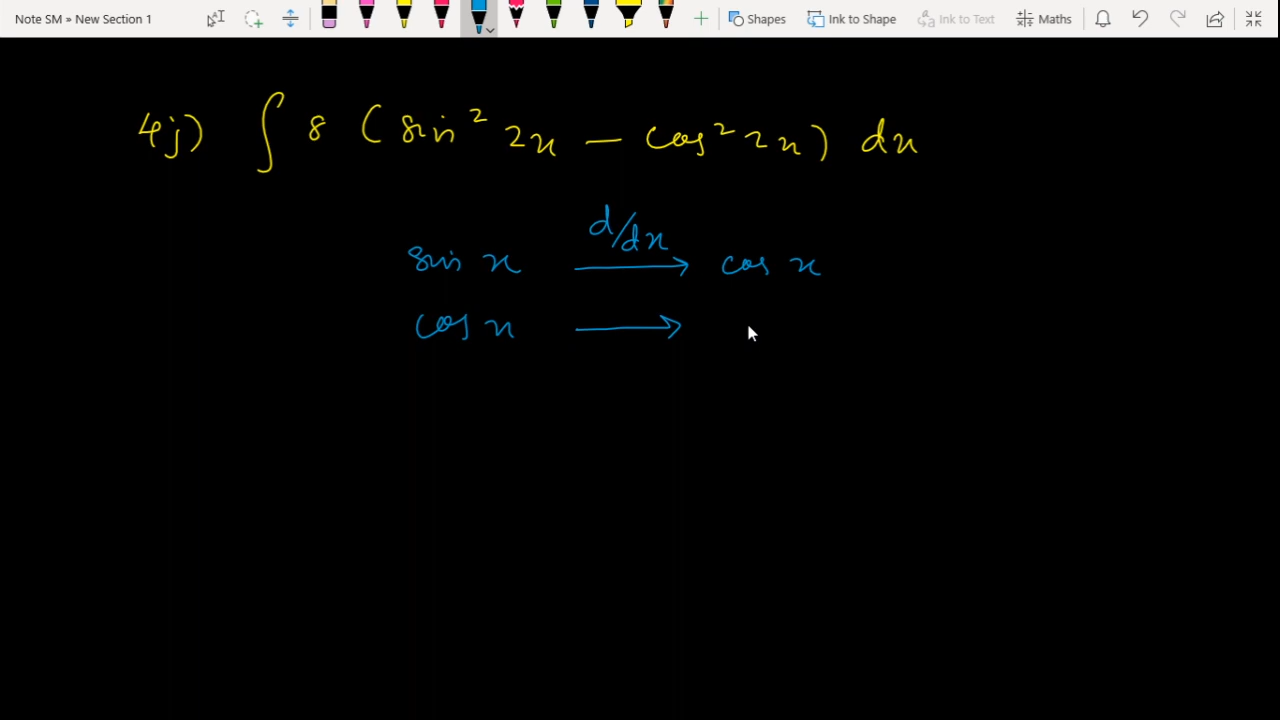 Note SM » New Section 1 Shapes Ink to Shape Ink to Text Maths
4j) ∫ 8 (sin² 2x − cos² 2x) dx
d/dx
sin x → cos x
cos x →